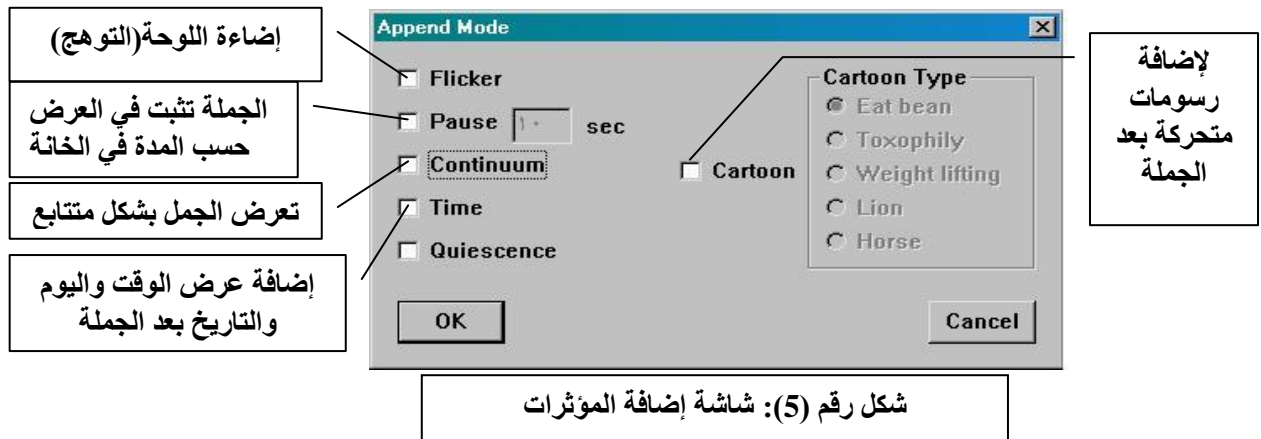 إضاءة اللوحة(التوهج)
الجملة تثبت في العرض
حسب المدة في الخانة
تعرض الجمل بشكل متتابع
إضافة عرض الوقت واليوم
والتاريخ بعد الجملة
Append Mode
Flicker
Pause ١٠ sec
Continuum
Time
Quiescence
Cartoon
Cartoon Type
Eat bean
Toxophily
Weight lifting
Lion
Horse
OK
Cancel
لإضافة
رسومات
متحركة بعد
الجملة
شكل رقم (5): شاشة إضافة المؤثرات